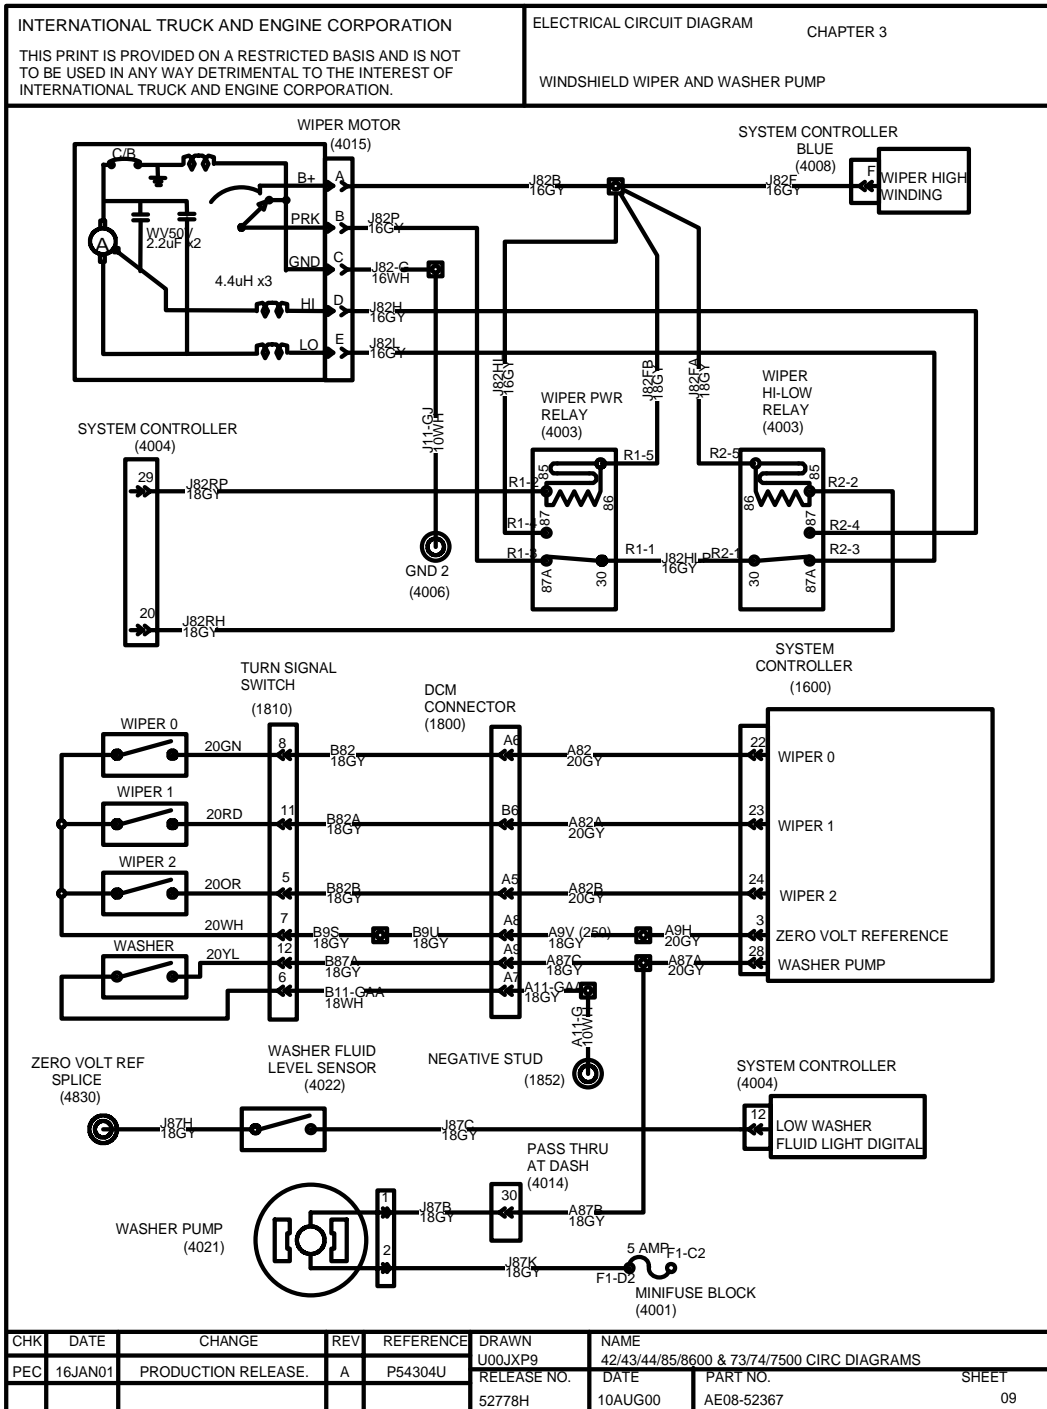 INTERNATIONAL TRUCK AND ENGINE CORPORATION
THIS PRINT IS PROVIDED ON A RESTRICTED BASIS AND IS NOT
TO BE USED IN ANY WAY DETRIMENTAL TO THE INTEREST OF
INTERNATIONAL TRUCK AND ENGINE CORPORATION.
ELECTRICAL CIRCUIT DIAGRAM
CHAPTER 3
WINDSHIELD WIPER AND WASHER PUMP
WIPER MOTOR
(4015)
SYSTEM CONTROLLER
BLUE
(4008)
C/B
B+
A
J82B
16GY
J82F
16GY
F
WIPER HIGH
WINDING
PRK
B
J82P
16GY
WV50V
2.2uF x2
A
GND
C
J82-G
16WH
4.4uH x3
HI
D
J82H
16GY
LO
E
J82L
16GY
J82HL
16GY
J82FB
18GY
J82FA
18GY
J11-GJ
10WH
WIPER PWR
RELAY
(4003)
WIPER
HI-LOW
RELAY
(4003)
SYSTEM CONTROLLER
(4004)
29
J82RP
18GY
R1-5
R1-2
85
86
87
R1-4
R1-3
87A
30
R1-1
J82HLP
16GY
R2-5
R2-2
85
86
87
R2-4
R2-1
R2-3
30
87A
GND 2
(4006)
20
J82RH
18GY
TURN SIGNAL
SWITCH
(1810)
DCM
CONNECTOR
(1800)
SYSTEM
CONTROLLER
(1600)
WIPER 0
20GN
8
B82
18GY
A6
A82
20GY
22
WIPER 0
WIPER 1
20RD
11
B82A
18GY
B6
A82A
20GY
23
WIPER 1
WIPER 2
20OR
5
B82B
18GY
A5
A82B
20GY
24
WIPER 2
20WH
7
B9S
18GY
B9U
18GY
A8
A9V (250)
18GY
A9H
20GY
3
ZERO VOLT REFERENCE
WASHER
20YL
12
B87A
18GY
A9
A87C
18GY
A87A
20GY
28
WASHER PUMP
6
B11-GAA
18WH
A7
A11-GAA
18GY
A11-G
10WH
ZERO VOLT REF
SPLICE
(4830)
WASHER FLUID
LEVEL SENSOR
(4022)
NEGATIVE STUD
(1852)
SYSTEM CONTROLLER
(4004)
J87H
18GY
J87C
18GY
12
LOW WASHER
FLUID LIGHT DIGITAL
PASS THRU
AT DASH
(4014)
WASHER PUMP
(4021)
1
J87B
18GY
30
A87B
18GY
2
J87K
18GY
5 AMP
F1-C2
F1-D2
MINIFUSE BLOCK
(4001)
CHK DATE CHANGE REV REFERENCE
PEC 16JAN01 PRODUCTION RELEASE. A P54304U
DRAWN
U00JXP9
NAME
42/43/44/85/8600 & 73/74/7500 CIRC DIAGRAMS
RELEASE NO.
52778H
DATE
10AUG00
PART NO.
AE08-52367
SHEET
09